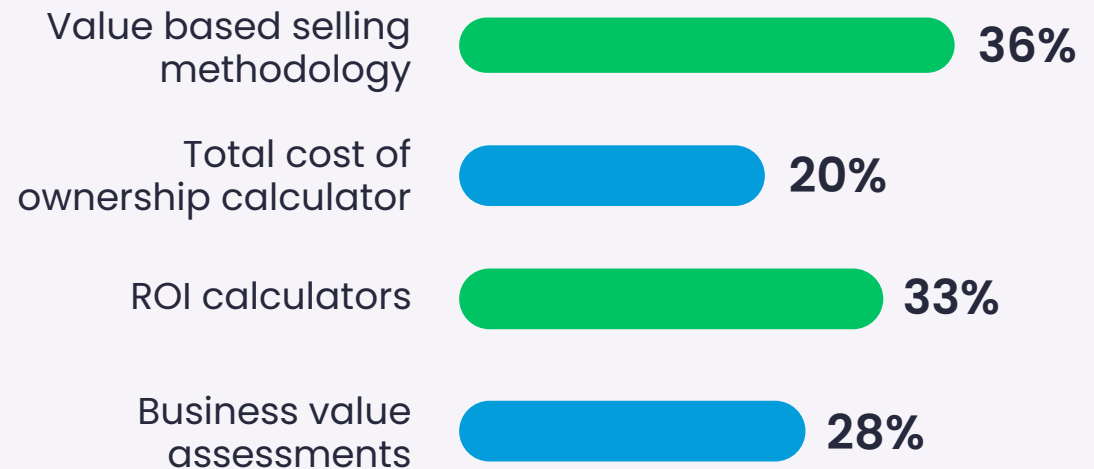 Value based selling
methodology
36%
Total cost of
ownership calculator
20%
ROI calculators
33%
Business value
assessments
28%